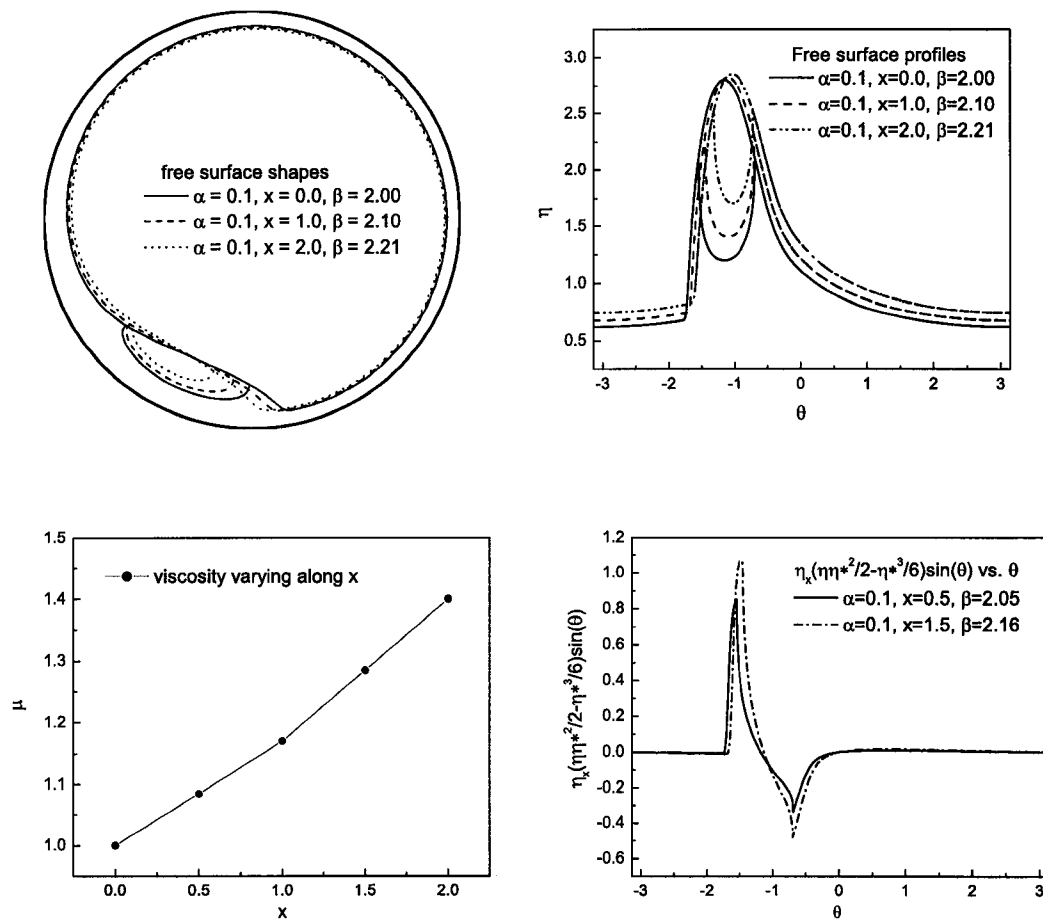 free surface shapes
α = 0.1, x = 0.0, β = 2.00
α = 0.1, x = 1.0, β = 2.10
α = 0.1, x = 2.0, β = 2.21
Free surface profiles
α=0.1, x=0.0, β=2.00
α=0.1, x=1.0, β=2.10
α=0.1, x=2.0, β=2.21
3.0
2.5
2.0
1.5
1.0
0.5
η
-3 -2 -1 0 1 2 3
θ
viscosity varying along x
1.5
1.4
1.3
1.2
1.1
1.0
μ
0.0 0.5 1.0 1.5 2.0
x
ηₓ(ηη*²/2-η*³/6)sin(θ) vs. θ
α=0.1, x=0.5, β=2.05
α=0.1, x=1.5, β=2.16
1.2
1.0
0.8
0.6
0.4
0.2
0.0
-0.2
-0.4
-0.6
ηₓ(ηη*²/2-η*³/6)sin(θ)
-3 -2 -1 0 1 2 3
θ